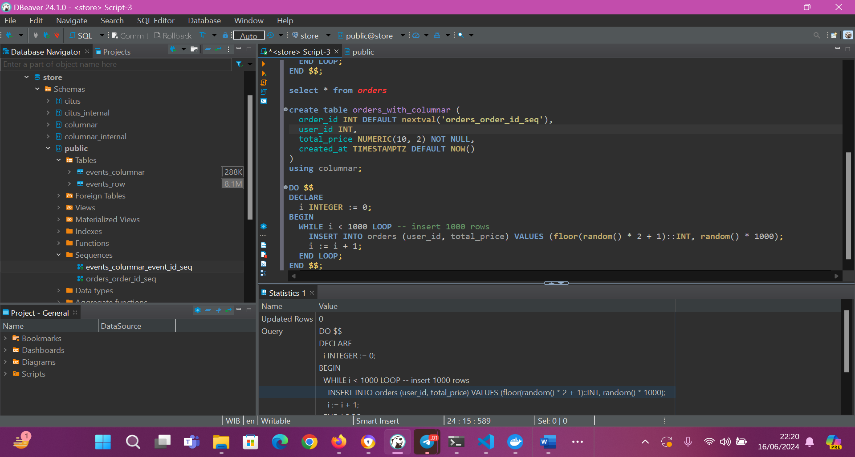 DBeaver 24.1.0 - <store> Script-3
File Edit Navigate Search SQL Editor Database Window Help
SQL Commit Rollback Auto store public@store
Database Navigator Projects
Enter a part of object name here
store
Schemas
citus
citus_internal
columnar
columnar_internal
public
Tables
events_columnar 288K
events_row 8.1M
Foreign Tables
Views
Materialized Views
Indexes
Functions
Sequences
events_columnar_event_id_seq
orders_order_id_seq
Data types
Aggregate functions
Project - General
Name DataSource
Bookmarks
Dashboards
Diagrams
Scripts
*<store> Script-3 public
END LOOP;
END $$;
select * from orders
create table orders_with_columnar (
order_id INT DEFAULT nextval('orders_order_id_seq'),
user_id INT,
total_price NUMERIC(10, 2) NOT NULL,
created_at TIMESTAMPTZ DEFAULT NOW()
)
using columnar;
DO $$
DECLARE
i INTEGER := 0;
BEGIN
WHILE i < 1000 LOOP -- insert 1000 rows
INSERT INTO orders (user_id, total_price) VALUES (floor(random() * 2 + 1)::INT, random() * 1000);
i := i + 1;
END LOOP;
END $$;
Statistics 1
Name Value
Updated Rows 0
Query DO $$
DECLARE
i INTEGER := 0;
BEGIN
WHILE i < 1000 LOOP -- insert 1000 rows
INSERT INTO orders (user_id, total_price) VALUES (floor(random() * 2 + 1)::INT, random() * 1000);
i := i + 1;
WIB en Writable Smart Insert 24 : 15 : 589 Sel: 0 | 0
22:20
16/06/2024